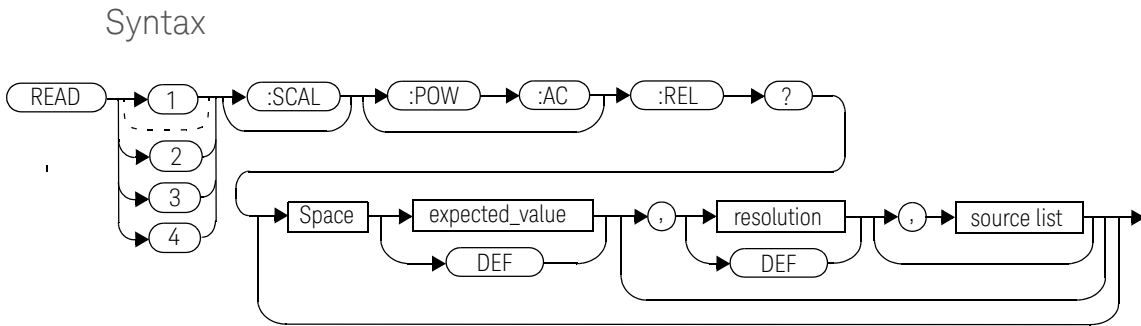 Syntax
READ 1 :SCAL :POW :AC :REL ?
2
3
4
Space expected_value , resolution , source list
DEF DEF